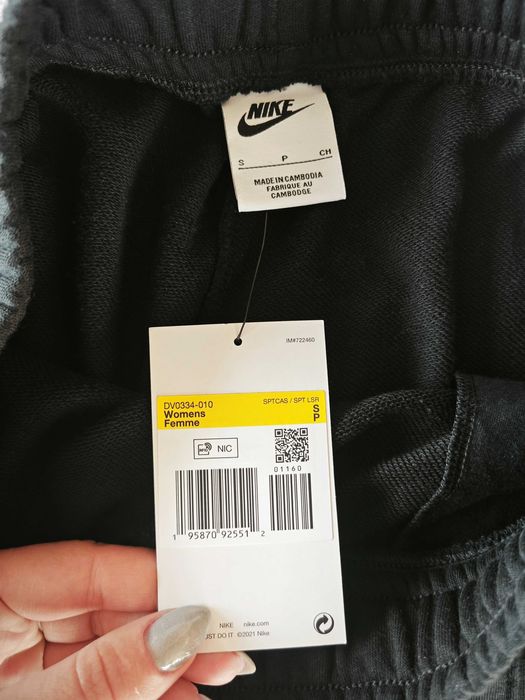 NIKE
S P CH
MADE IN CAMBODIA
FABRIQUE AU
CAMBODGE
IM#722460
DV0334-010 SPTCAS / SPT LSR
Womens S
Femme P
NIC
01160
1 95870 92551 2
NIKE nike.com
JUST DO IT ©2021 Nike